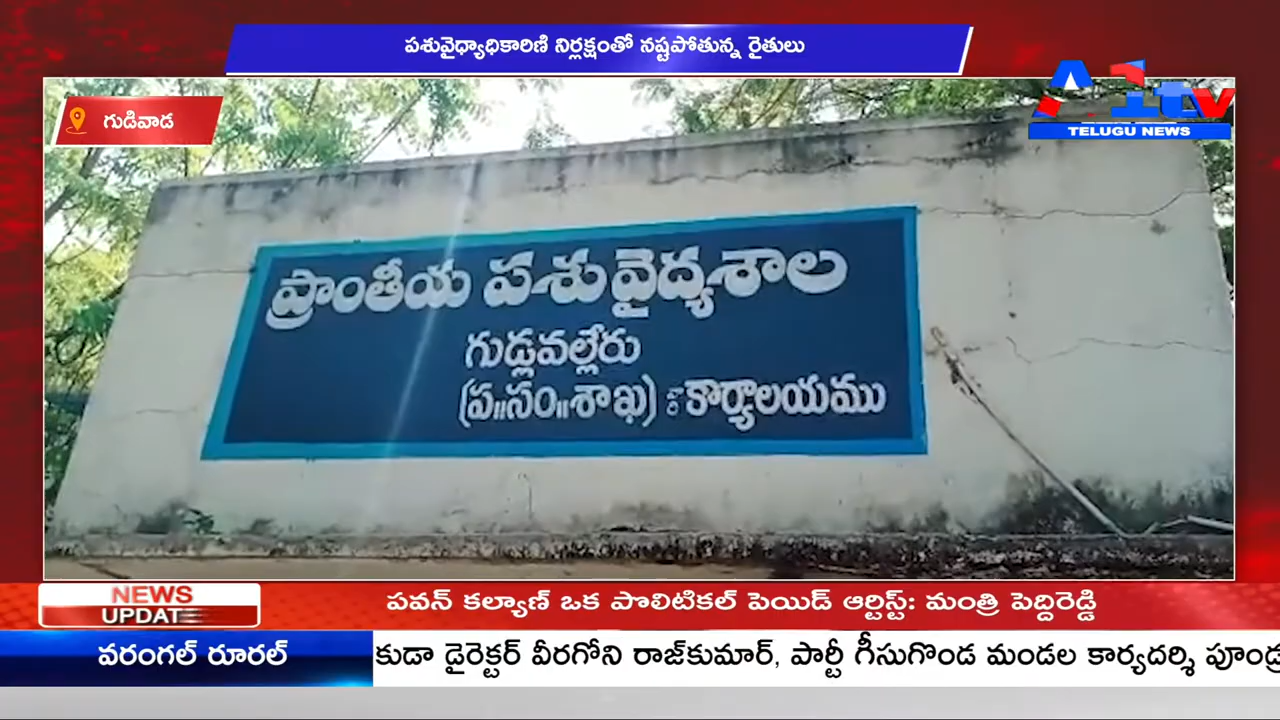 పశువైధ్యాధికారిణి నిర్లక్షంతో నష్టపోతున్న రైతులు
గుడివాడ
A1tv
TELUGU NEWS
ప్రాంతీయ పశువైద్యశాల
గుడ్లవల్లేరు
(ప॥సం॥శాఖ) కార్యాలయము
NEWS
UPDATE
పవన్ కల్యాణ్ ఒక పొలిటికల్ పెయిడ్ ఆర్టిస్ట్: మంత్రి పెద్దిరెడ్డి
వరంగల్ రూరల్
కుడా డైరెక్టర్ వీరగోని రాజ్‌కుమార్, పార్టీ గీసుగొండ మండల కార్యదర్శి